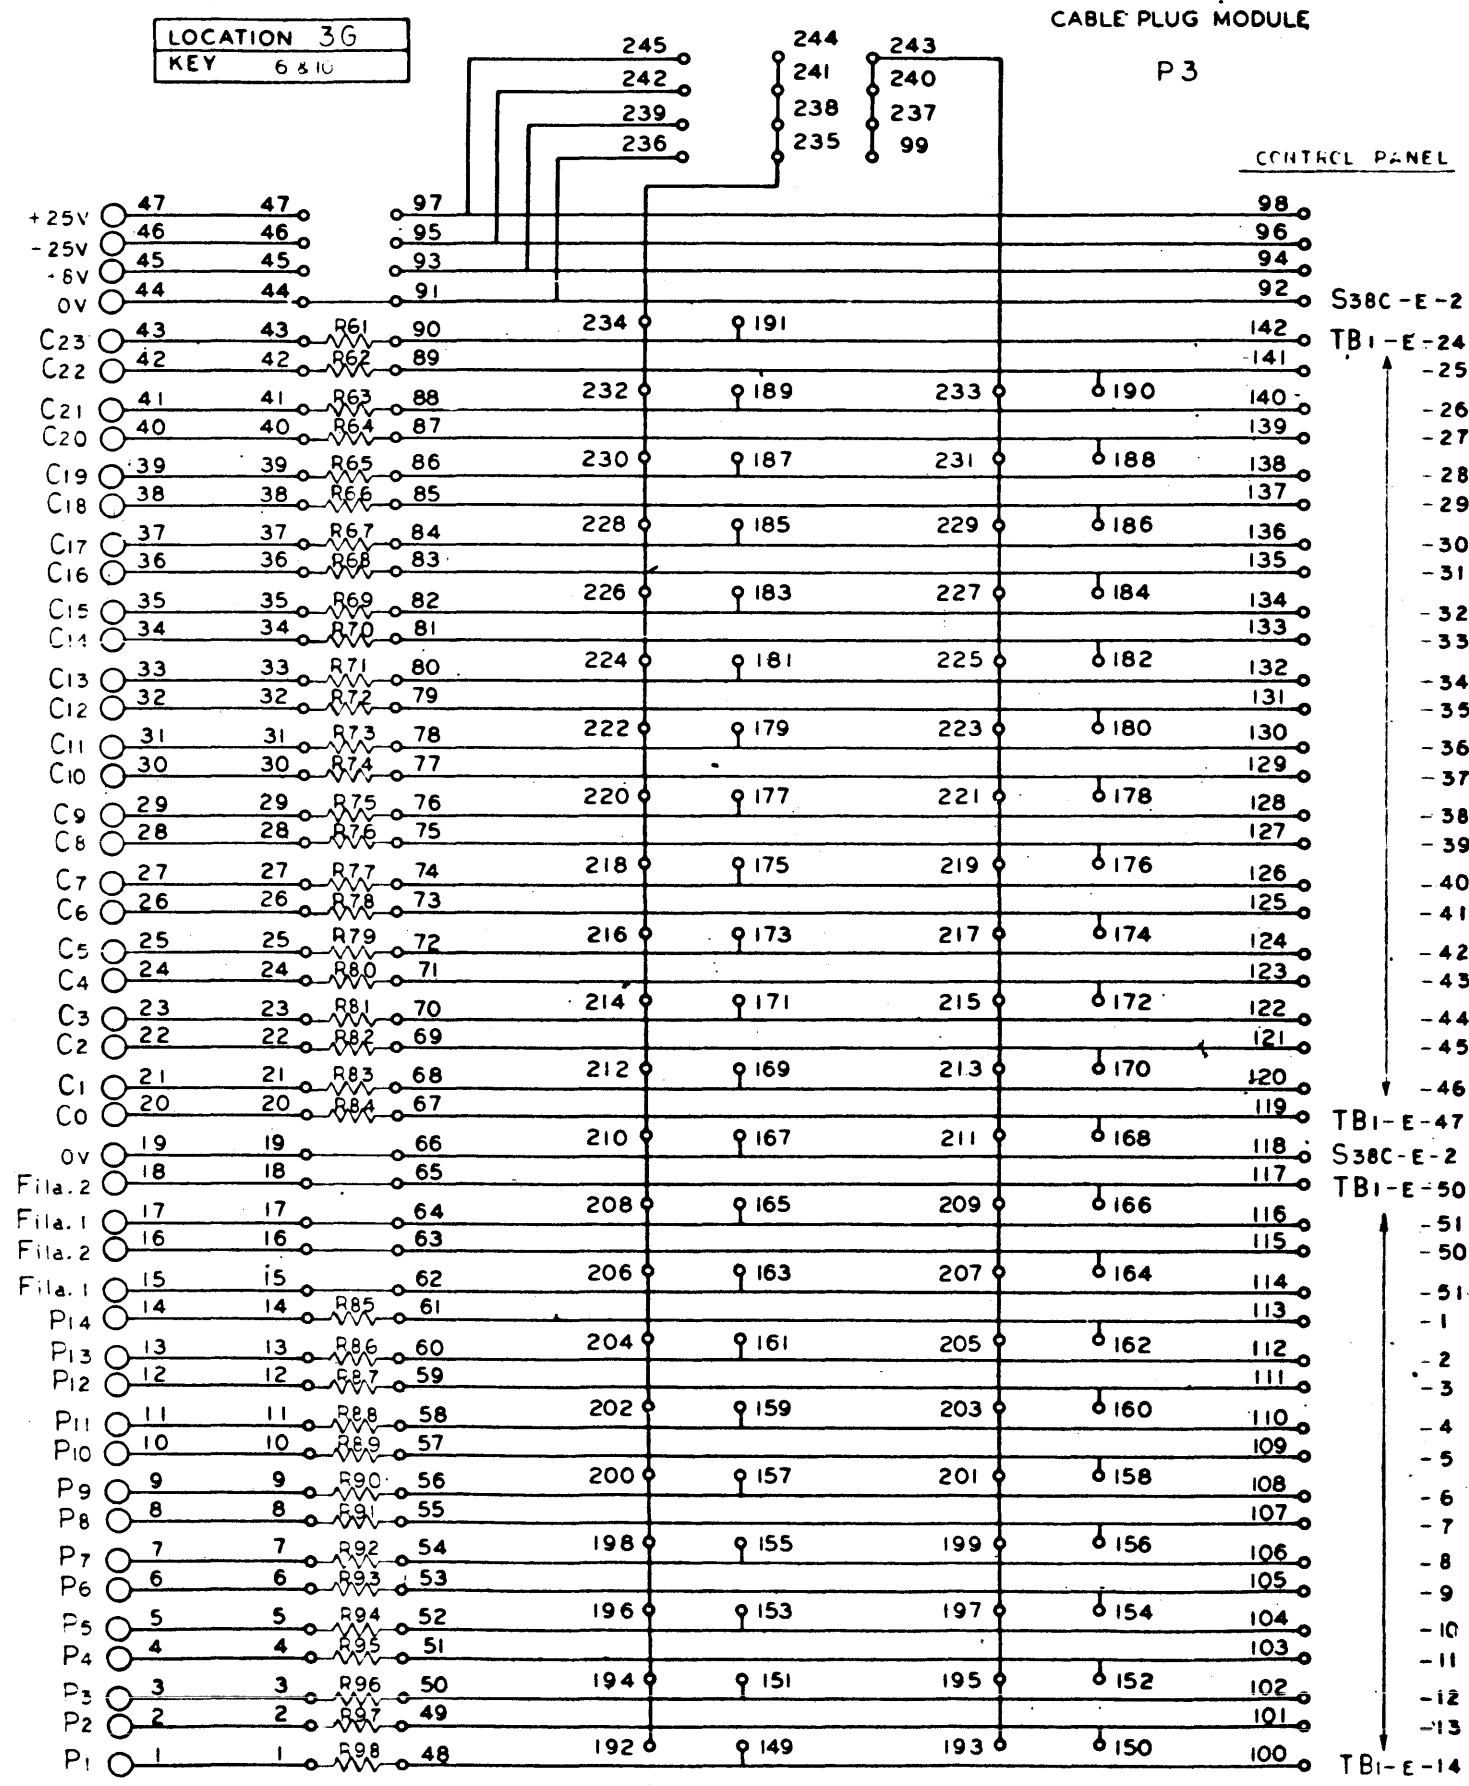 CABLE PLUG MODULE
LOCATION 3G
KEY 6 & 10
P3
245 244 243
242 241 240
239 238 237
236 235 99
CONTROL PANEL
+25V 47 47 97 98
-25V 46 46 95 96
-6V 45 45 93 94
0V 44 44 91 92 S38C-E-2
234 191
C23 43 43 R61 90 142 TB1-E-24
C22 42 42 R62 89 141 -25
232 189 233 190
C21 41 41 R63 88 140 -26
C20 40 40 R64 87 139 -27
230 187 231 188
C19 39 39 R65 86 138 -28
C18 38 38 R66 85 137 -29
228 185 229 186
C17 37 37 R67 84 136 -30
C16 36 36 R68 83 135 -31
226 183 227 184
C15 35 35 R69 82 134 -32
C14 34 34 R70 81 133 -33
224 181 225 182
C13 33 33 R71 80 132 -34
C12 32 32 R72 79 131 -35
222 179 223 180
C11 31 31 R73 78 130 -36
C10 30 30 R74 77 129 -37
220 177 221 178
C9 29 29 R75 76 128 -38
C8 28 28 R76 75 127 -39
218 175 219 176
C7 27 27 R77 74 126 -40
C6 26 26 R78 73 125 -41
216 173 217 174
C5 25 25 R79 72 124 -42
C4 24 24 R80 71 123 -43
214 171 215 172
C3 23 23 R81 70 122 -44
C2 22 22 R82 69 121 -45
212 169 213 170
C1 21 21 R83 68 120 -46
C0 20 20 R84 67 119 TB1-E-47
210 167 211 168
0V 19 19 66 118 S38C-E-2
Fila.2 18 18 65 117 TB1-E-50
208 165 209 166
Fila.1 17 17 64 116 -51
Fila.2 16 16 63 115 -50
206 163 207 164
Fila.1 15 15 62 114 -51
P14 14 14 R85 61 113 -1
204 161 205 162
P13 13 13 R86 60 112 -2
P12 12 12 R87 59 111 -3
202 159 203 160
P11 11 11 R88 58 110 -4
P10 10 10 R89 57 109 -5
200 157 201 158
P9 9 9 R90 56 108 -6
P8 8 8 R91 55 107 -7
198 155 199 156
P7 7 7 R92 54 106 -8
P6 6 6 R93 53 105 -9
196 153 197 154
P5 5 5 R94 52 104 -10
P4 4 4 R95 51 103 -11
194 151 195 152
P3 3 3 R96 50 102 -12
P2 2 2 R97 49 101 -13
192 149 193 150
P1 1 1 R98 48 100 TB1-E-14